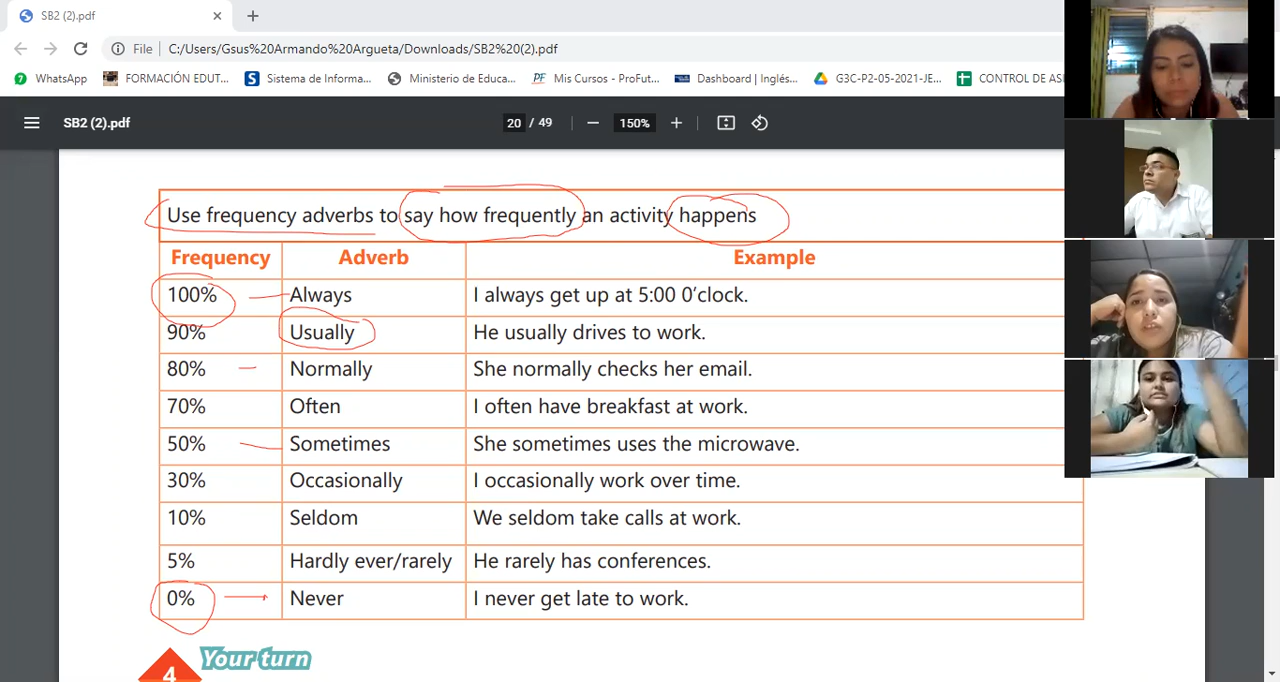 SB2 (2).pdf
File C:/Users/Gsus%20Armando%20Argueta/Downloads/SB2%20(2).pdf
WhatsApp FORMACIÓN EDUT... Sistema de Informa... Ministerio de Educa... Mis Cursos - ProFut... Dashboard | Inglés,... G3C-P2-05-2021-JE... CONTROL DE ASI
SB2 (2).pdf 20 / 49 150%
Use frequency adverbs to say how frequently an activity happens
Frequency Adverb Example
100% Always I always get up at 5:00 0’clock.
90% Usually He usually drives to work.
80% Normally She normally checks her email.
70% Often I often have breakfast at work.
50% Sometimes She sometimes uses the microwave.
30% Occasionally I occasionally work over time.
10% Seldom We seldom take calls at work.
5% Hardly ever/rarely He rarely has conferences.
0% Never I never get late to work.
4 Your turn